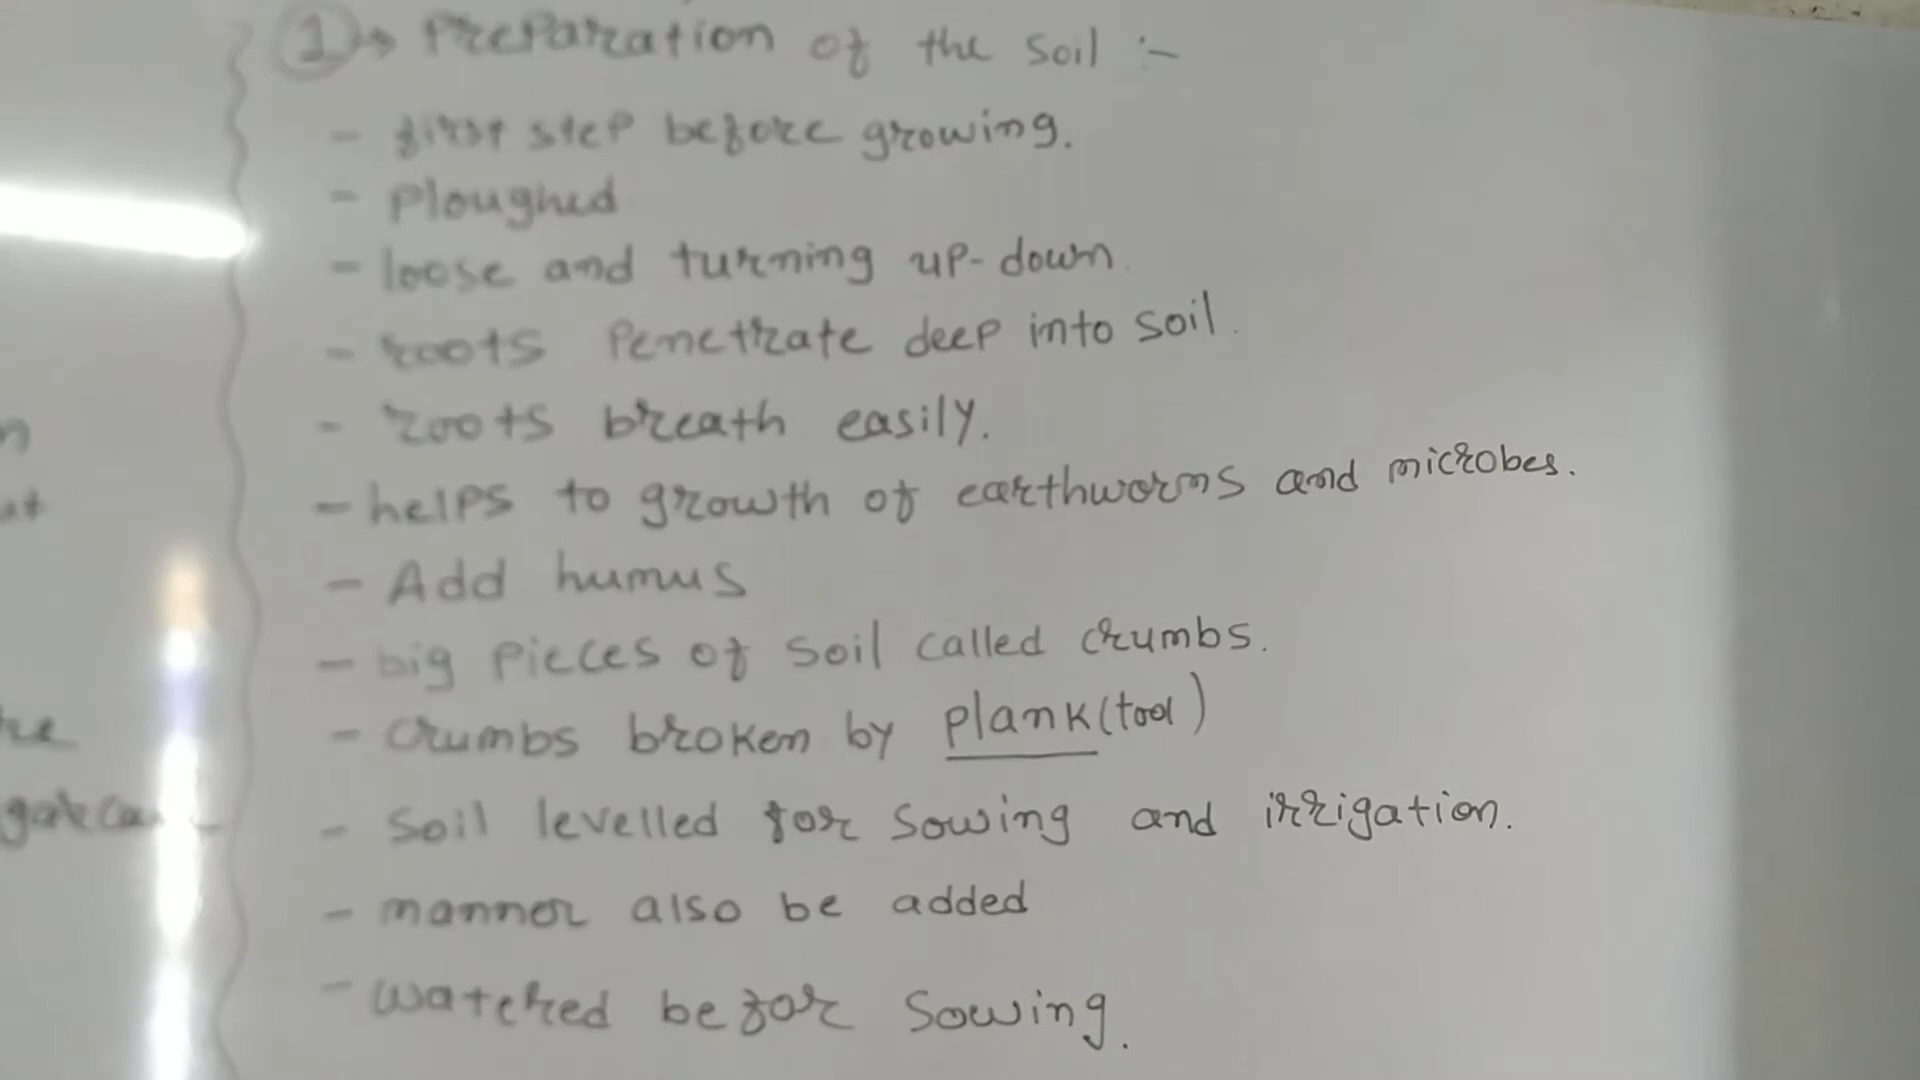 ① → Preparation of the soil :-
- first step before growing.
- Ploughed
- loose and turning up-down.
- roots Penetrate deep into soil.
- roots breath easily.
- helps to growth of earthworms and microbes.
- Add humus
- big pieces of soil called crumbs.
- crumbs broken by plank (tool)
- soil levelled for sowing and irrigation.
- manner also be added
- watered befor sowing.